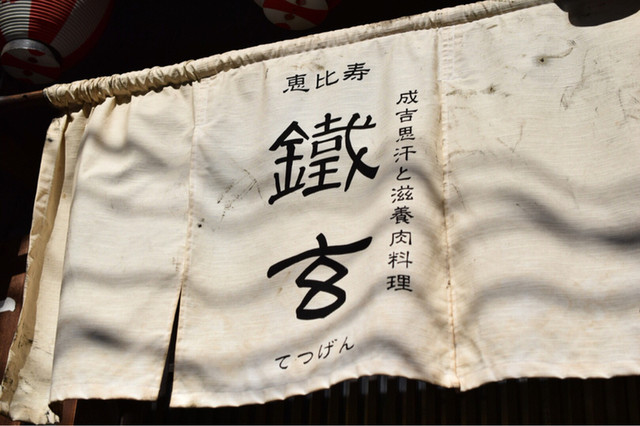 恵比寿
鐵玄
てつげん
成吉思汗と滋養肉料理